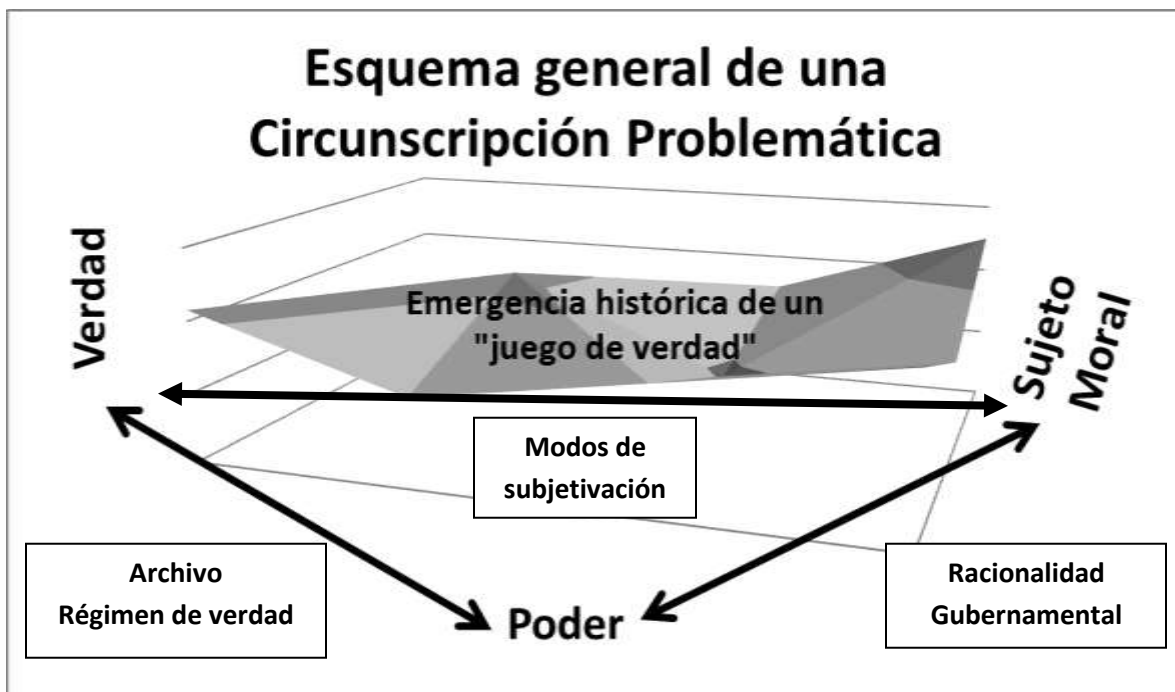 Esquema general de una
Circunscripción Problemática
Verdad
Emergencia histórica de un
"juego de verdad"
Sujeto
Moral
Modos de
subjetivación
Archivo
Régimen de verdad
Poder
Racionalidad
Gubernamental